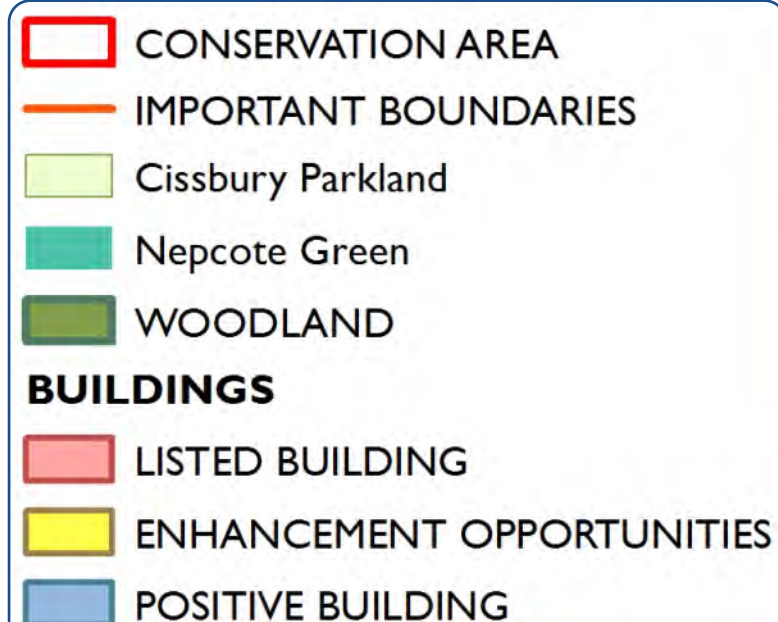 CONSERVATION AREA
IMPORTANT BOUNDARIES
Cissbury Parkland
Nepcote Green
WOODLAND
BUILDINGS
LISTED BUILDING
ENHANCEMENT OPPORTUNITIES
POSITIVE BUILDING